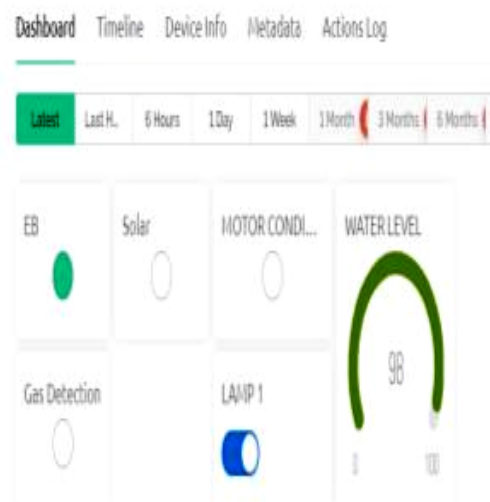 Dashboard Timeline Device Info Metadata Actions Log
Latest Last H... 6 Hours 1 Day 1 Week 1 Month 3 Months 6 Months
EB Solar MOTOR CONDI... WATER LEVEL
98
0 100
Gas Detection LAMP 1